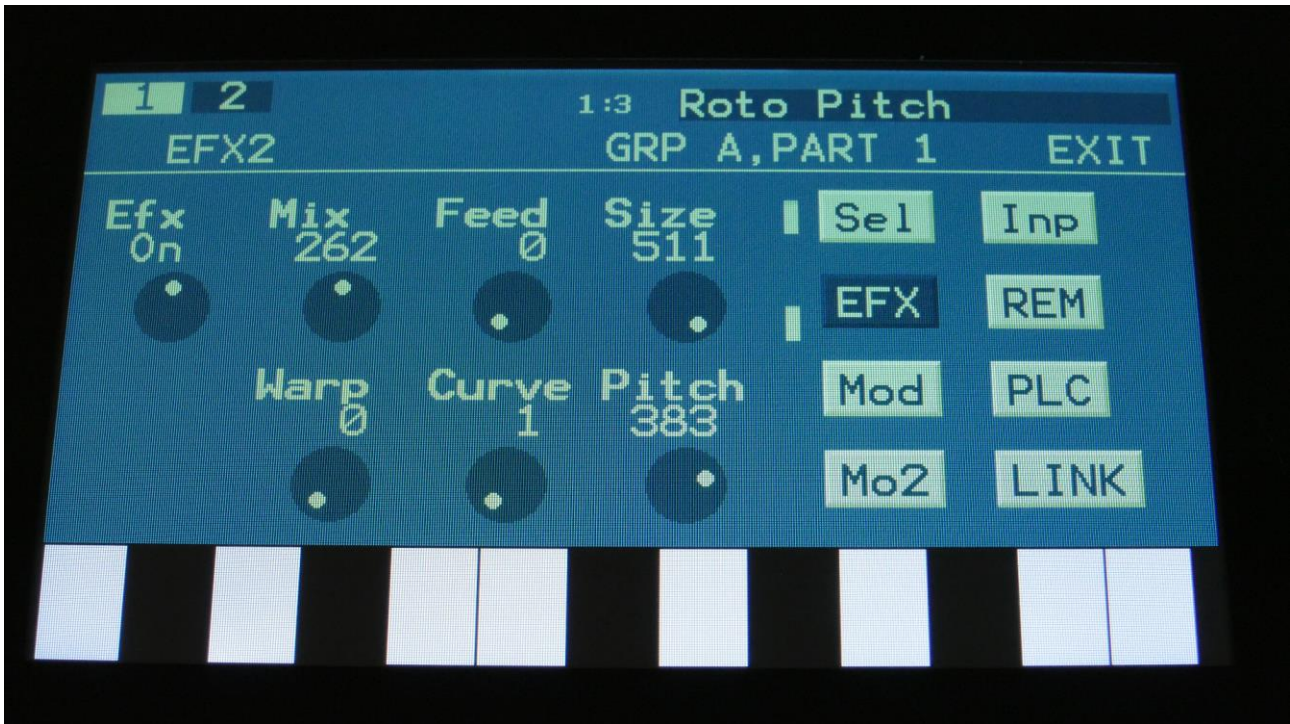 1 2 1:3 Roto Pitch
EFX2 GRP A,PART 1 EXIT
Efx Mix Feed Size Sel Inp
On 262 0 511
EFX REM
Warp Curve Pitch Mod PLC
0 1 383
Mo2 LINK